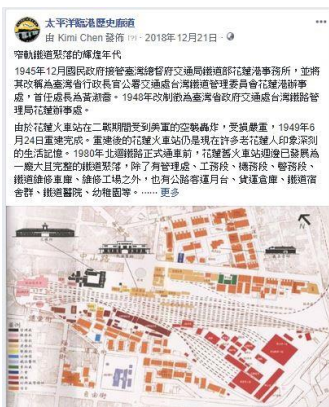 太平洋臨港歷史廊道
由 Kimi Chen 發佈 [?] · 2018年12月21日 ·
窄軌鐵道聚落的輝煌年代
1945年12月國民政府接管臺灣總督府交通局鐵道部花蓮港事務所，並將
其改稱為臺灣省行政長官公署交通處台灣鐵道管理委員會花蓮港辦事
處，首任處長為黃淑喬。1948年改制徵為臺灣省政府交通處台灣鐵路管
理局花蓮辦事處。
由於花蓮火車站在二戰期間受到美軍的空襲轟炸，受損嚴重，1949年6
月24日重建完成。重建後的花蓮火車站仍是現在許多老花蓮人印象深刻
的生活記憶。1980年北迴鐵路正式通車前，花蓮舊火車站週邊已發展為
一龐大且完整的鐵道聚落，除了有管理處、工務段、機務段、警務段、
鐵道維修車庫、維修工場之外，也有公路客運月台、貨運倉庫、鐵道宿
舍群、鐵道醫院、幼稚園等。 …… 更多